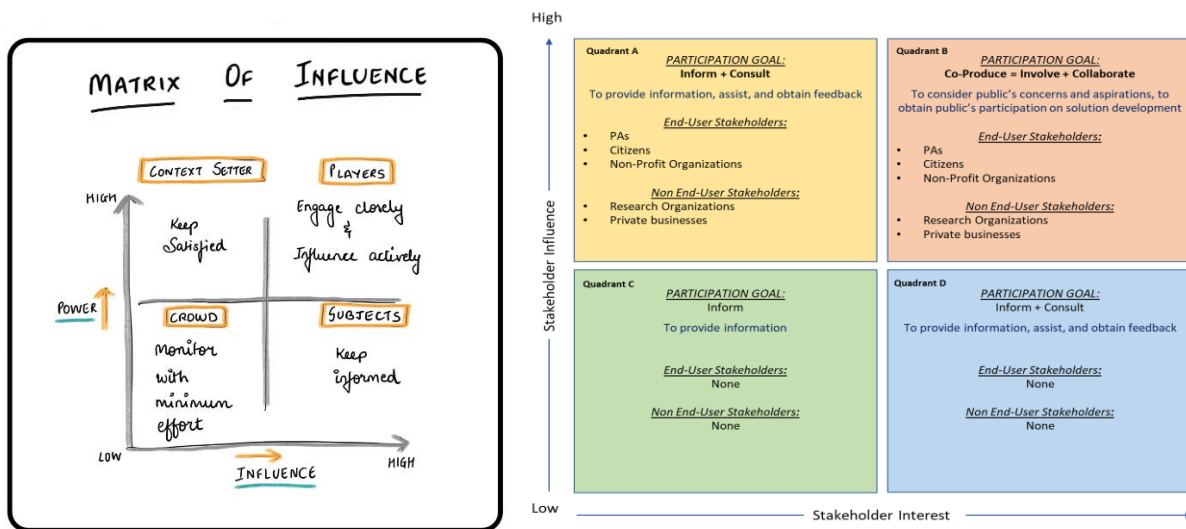 MATRIX OF INFLUENCE
CONTEXT SETTER
PLAYERS
HIGH
Keep
Satisfied
Engage closely
&
Influence actively
POWER
CROWD
SUBJECTS
Monitor
with
minimum
effort
Keep
informed
LOW
HIGH
INFLUENCE
High
Stakeholder Influence
Low
Stakeholder Interest
Quadrant A
PARTICIPATION GOAL:
Inform + Consult
To provide information, assist, and obtain feedback
End-User Stakeholders:
• PAs
• Citizens
• Non-Profit Organizations
Non End-User Stakeholders:
• Research Organizations
• Private businesses
Quadrant B
PARTICIPATION GOAL:
Co-Produce = Involve + Collaborate
To consider public's concerns and aspirations, to
obtain public's participation on solution development
End-User Stakeholders:
• PAs
• Citizens
• Non-Profit Organizations
Non End-User Stakeholders:
• Research Organizations
• Private businesses
Quadrant C
PARTICIPATION GOAL:
Inform
To provide information
End-User Stakeholders:
None
Non End-User Stakeholders:
None
Quadrant D
PARTICIPATION GOAL:
Inform + Consult
To provide information, assist, and obtain feedback
End-User Stakeholders:
None
Non End-User Stakeholders:
None